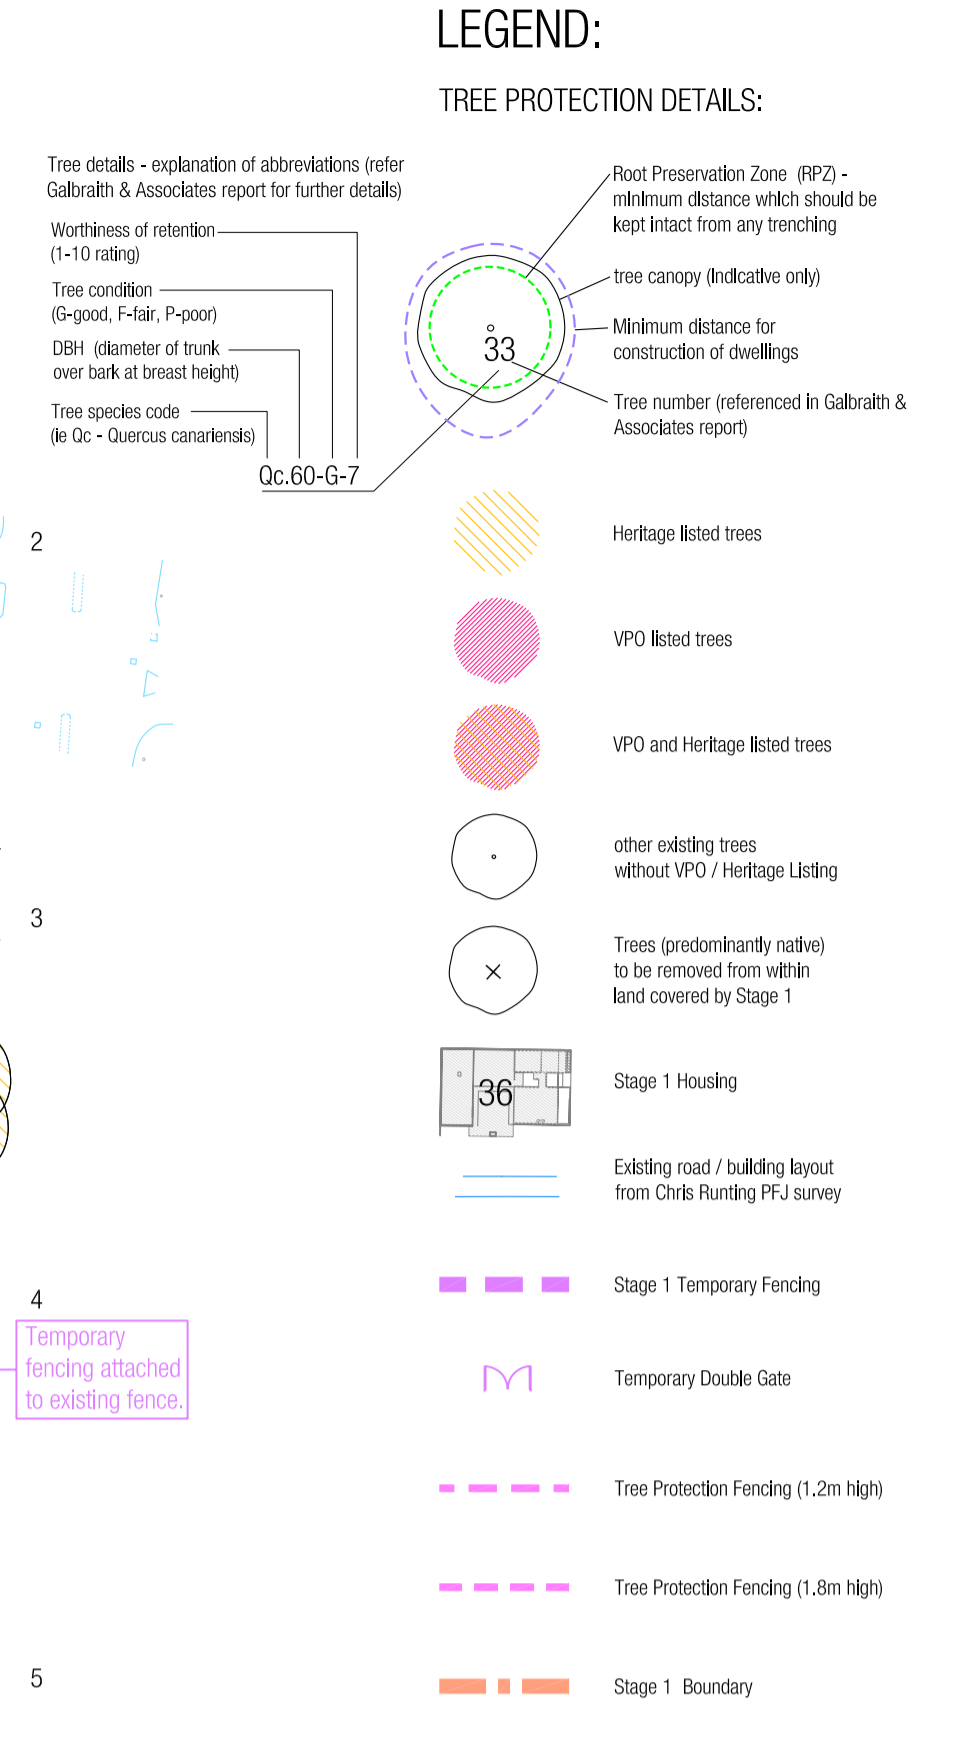 LEGEND:
TREE PROTECTION DETAILS:
Tree details - explanation of abbreviations (refer
Galbraith & Associates report for further details)
Worthiness of retention
(1-10 rating)
Tree condition
(G-good, F-fair, P-poor)
DBH (diameter of trunk
over bark at breast height)
Tree species code
(ie Qc - Quercus canariensis)
Qc.60-G-7
33
Root Preservation Zone (RPZ) -
minimum distance which should be
kept intact from any trenching
tree canopy (indicative only)
Minimum distance for
construction of dwellings
Tree number (referenced in Galbraith &
Associates report)
Heritage listed trees
2
VPO listed trees
VPO and Heritage listed trees
other existing trees
without VPO / Heritage Listing
3
Trees (predominantly native)
to be removed from within
land covered by Stage 1
36
Stage 1 Housing
Existing road / building layout
from Chris Runting PFJ survey
Stage 1 Temporary Fencing
4
Temporary
fencing attached
to existing fence.
Temporary Double Gate
Tree Protection Fencing (1.2m high)
Tree Protection Fencing (1.8m high)
5
Stage 1 Boundary